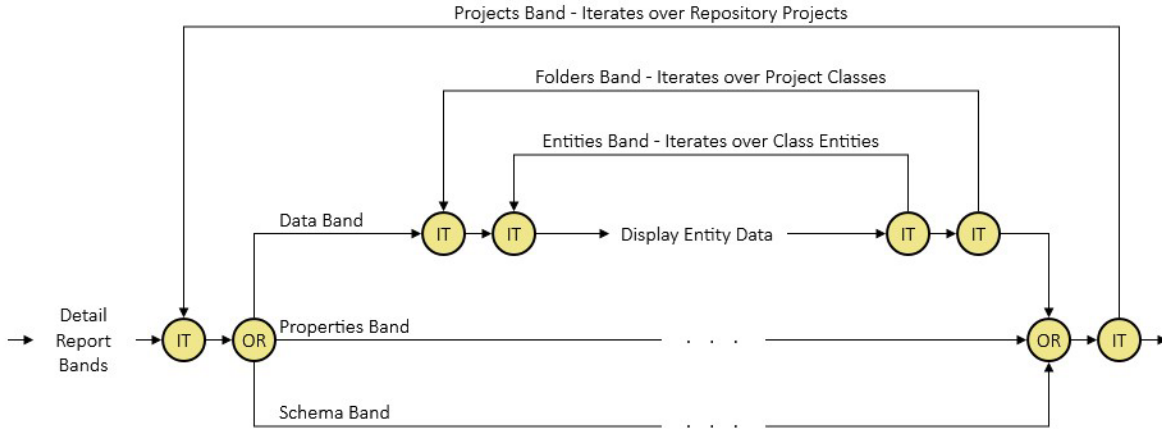 Projects Band - Iterates over Repository Projects
Folders Band - Iterates over Project Classes
Entities Band - Iterates over Class Entities
Data Band
IT
IT
Display Entity Data
IT
IT
Detail
Report
Bands
IT
OR
Properties Band
. . .
OR
IT
Schema Band
. . .